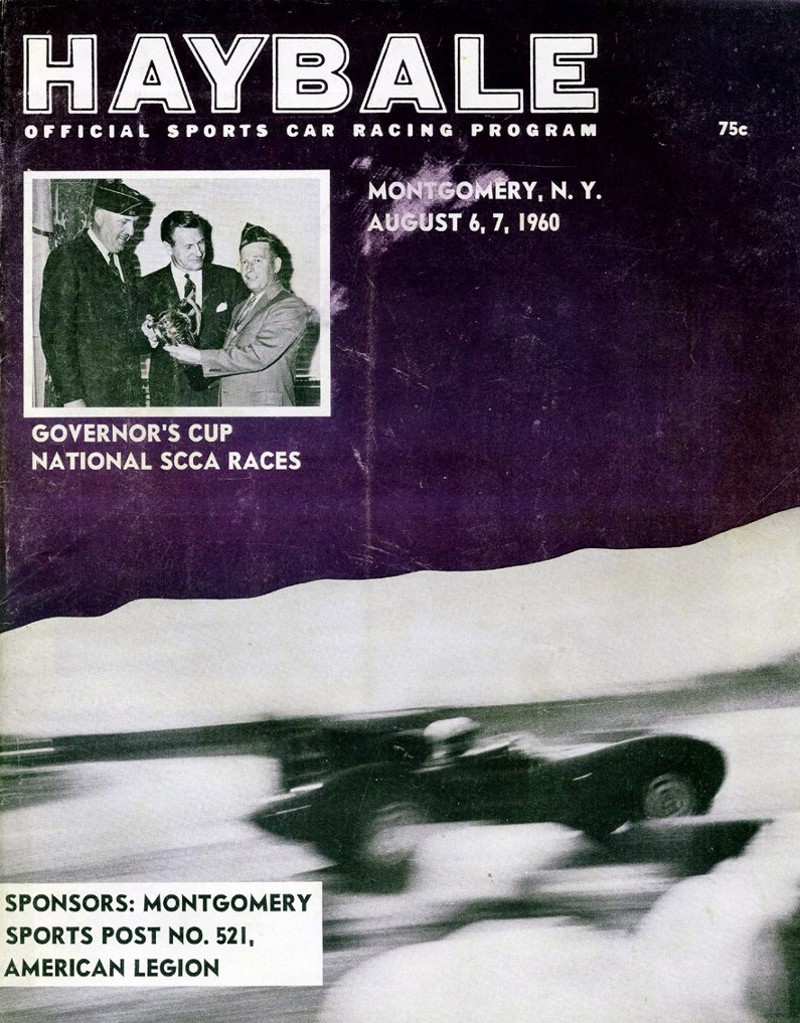 HAYBALE
OFFICIAL SPORTS CAR RACING PROGRAM
75c
MONTGOMERY, N. Y.
AUGUST 6, 7, 1960
GOVERNOR'S CUP
NATIONAL SCCA RACES
SPONSORS: MONTGOMERY
SPORTS POST NO. 521,
AMERICAN LEGION